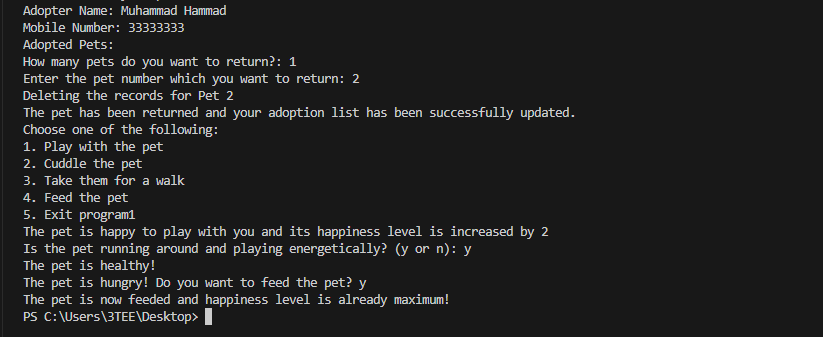 Adopter Name: Muhammad Hammad
Mobile Number: 33333333
Adopted Pets:
How many pets do you want to return?: 1
Enter the pet number which you want to return: 2
Deleting the records for Pet 2
The pet has been returned and your adoption list has been successfully updated.
Choose one of the following:
1. Play with the pet
2. Cuddle the pet
3. Take them for a walk
4. Feed the pet
5. Exit program1
The pet is happy to play with you and its happiness level is increased by 2
Is the pet running around and playing energetically? (y or n): y
The pet is healthy!
The pet is hungry! Do you want to feed the pet? y
The pet is now feeded and happiness level is already maximum!
PS C:\Users\3TEE\Desktop>